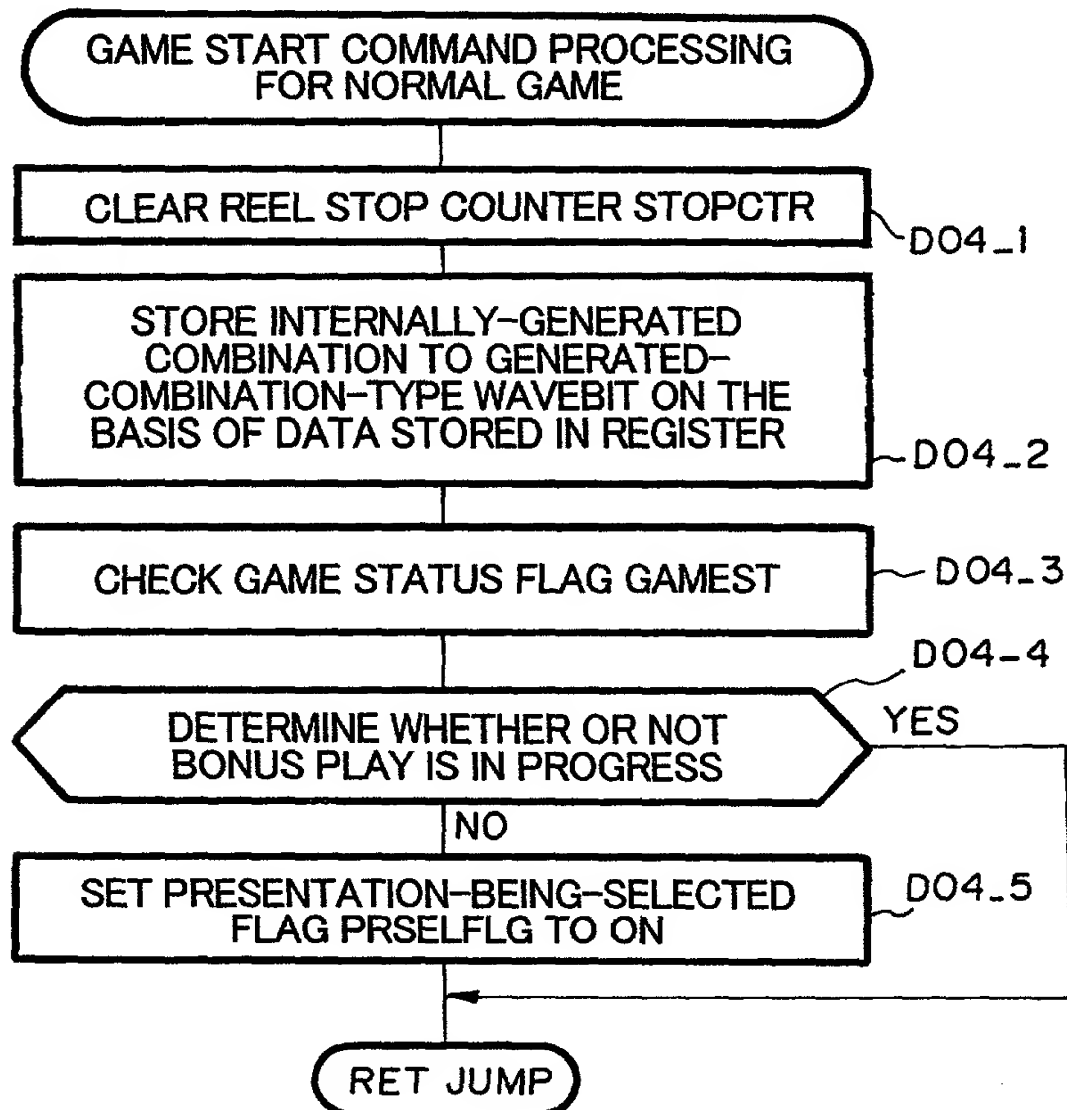 GAME START COMMAND PROCESSING
FOR NORMAL GAME
CLEAR REEL STOP COUNTER STOPCTR
D04_1
STORE INTERNALLY-GENERATED
COMBINATION TO GENERATED-
COMBINATION-TYPE WAVEBIT ON THE
BASIS OF DATA STORED IN REGISTER
D04_2
CHECK GAME STATUS FLAG GAMEST
D04_3
D04-4
DETERMINE WHETHER OR NOT
BONUS PLAY IS IN PROGRESS
YES
NO
SET PRESENTATION-BEING-SELECTED
FLAG PRSELFLG TO ON
D04_5
RET JUMP